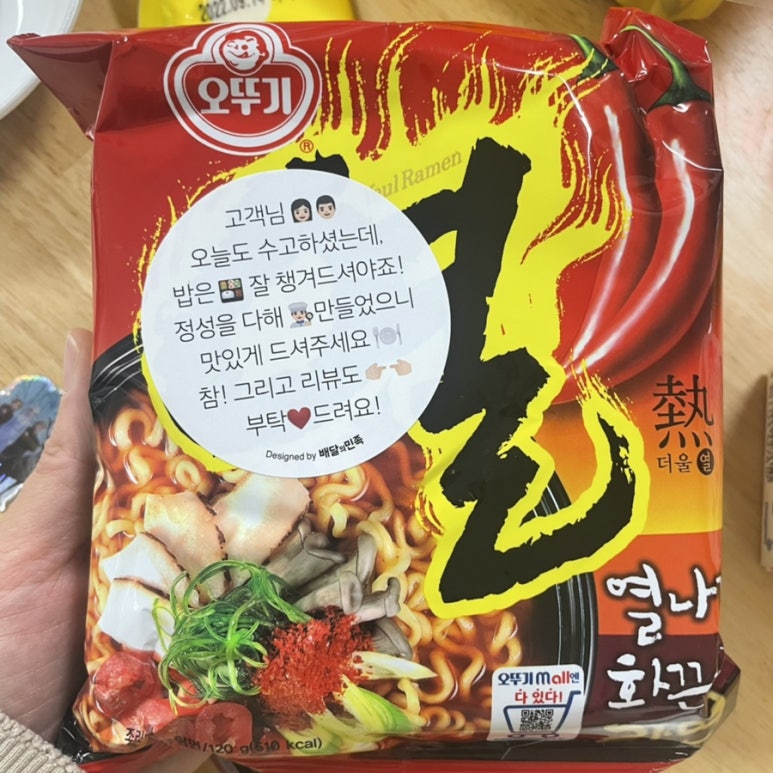 2022.09.14
오뚜기
®
Yeul Ramen
열
고객님
오늘도 수고하셨는데,
밥은 잘 챙겨드셔야죠!
정성을 다해 만들었으니
맛있게 드셔주세요
참! 그리고 리뷰도
부탁♥드려요!
Designed by 배달의민족
熱
더울 열
열나
화끈
오뚜기mall엔
다 있다!
120 g(510 kcal)